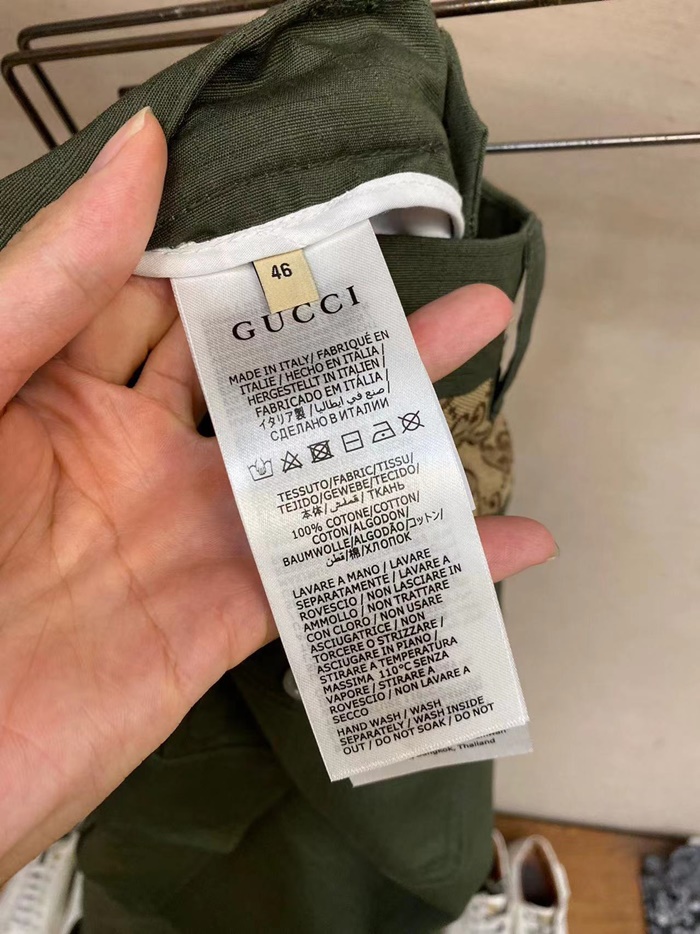 46
GUCCI
MADE IN ITALY / FABRIQUÉ EN
ITALIE / HECHO EN ITALIA /
HERGESTELLT IN ITALIEN /
FABRICADO EM ITÁLIA /
イタリア製 / صنع في ايطاليا /
СДЕЛАНО В ИТАЛИИ
TESSUTO/FABRIC/TISSU/
TEJIDO/GEWEBE/TECIDO/
本体/ قماش / ТКАНЬ
100% COTONE/COTTON/
COTON/ALGODÓN/
BAUMWOLLE/ALGODÃO/コットン/
قطن/棉/ХЛОПОК
LAVARE A MANO / LAVARE
SEPARATAMENTE / LAVARE A
ROVESCIO / NON LASCIARE IN
AMMOLLO / NON TRATTARE
CON CLORO / NON USARE
ASCIUGATRICE / NON
TORCERE O STRIZZARE /
ASCIUGARE IN PIANO /
STIRARE A TEMPERATURA
MASSIMA 110°C SENZA
VAPORE / STIRARE A
ROVESCIO / NON LAVARE A
SECCO
HAND WASH / WASH
SEPARATELY / WASH INSIDE
OUT / DO NOT SOAK / DO NOT
Thailand